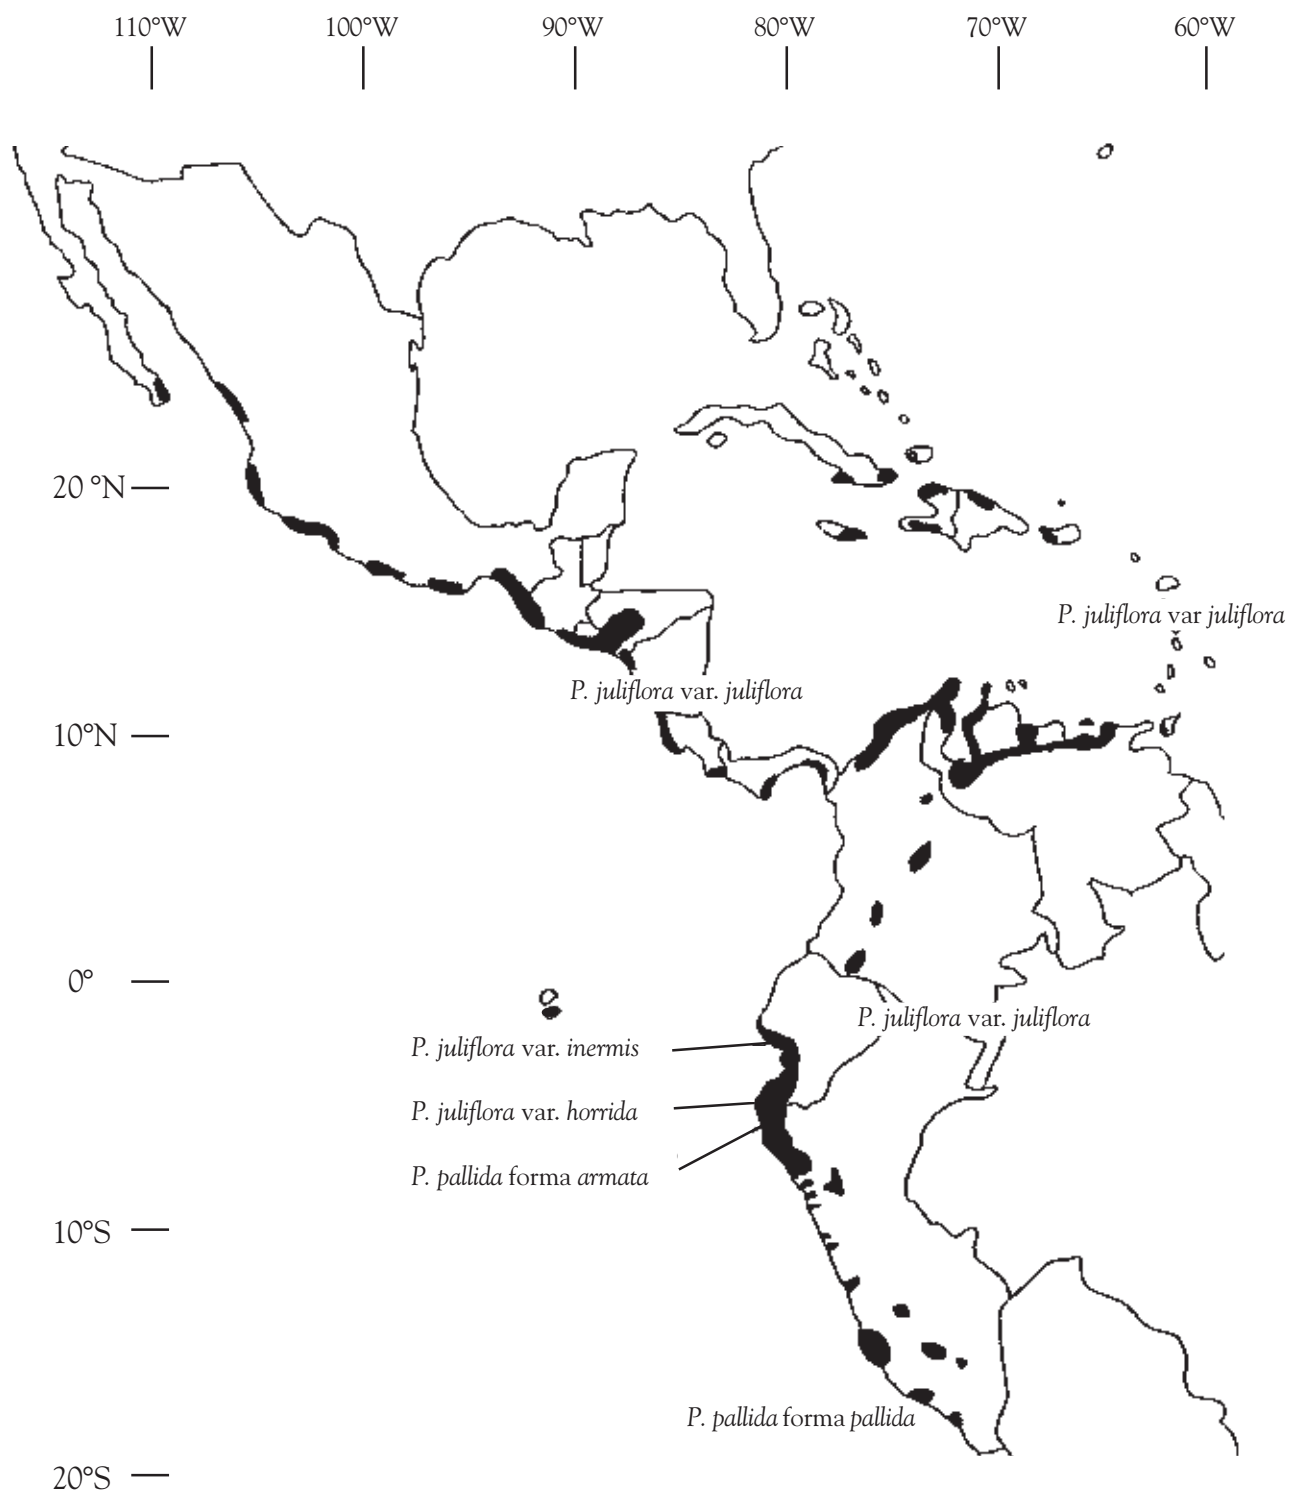 110°W 100°W 90°W 80°W 70°W 60°W
20 °N
P. juliflora var juliflora
P. juliflora var. juliflora
10°N
0°
P. juliflora var. juliflora
P. juliflora var. inermis
P. juliflora var. horrida
P. pallida forma armata
10°S
P. pallida forma pallida
20°S